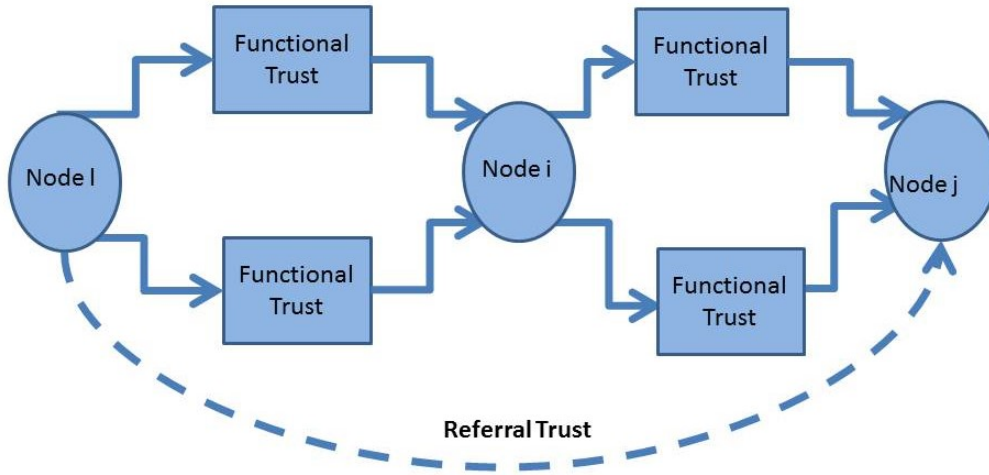 Functional
Trust
Functional
Trust
Node l
Node i
Node j
Functional
Trust
Functional
Trust
Referral Trust